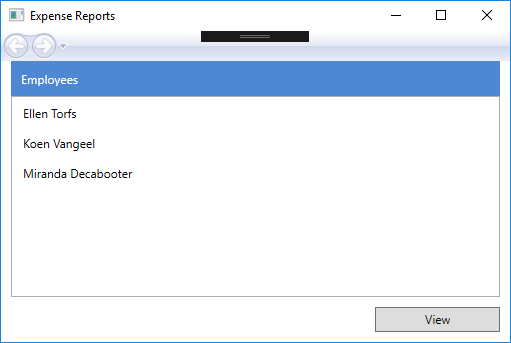 Expense Reports
Employees
Ellen Torfs
Koen Vangeel
Miranda Decabooter
View